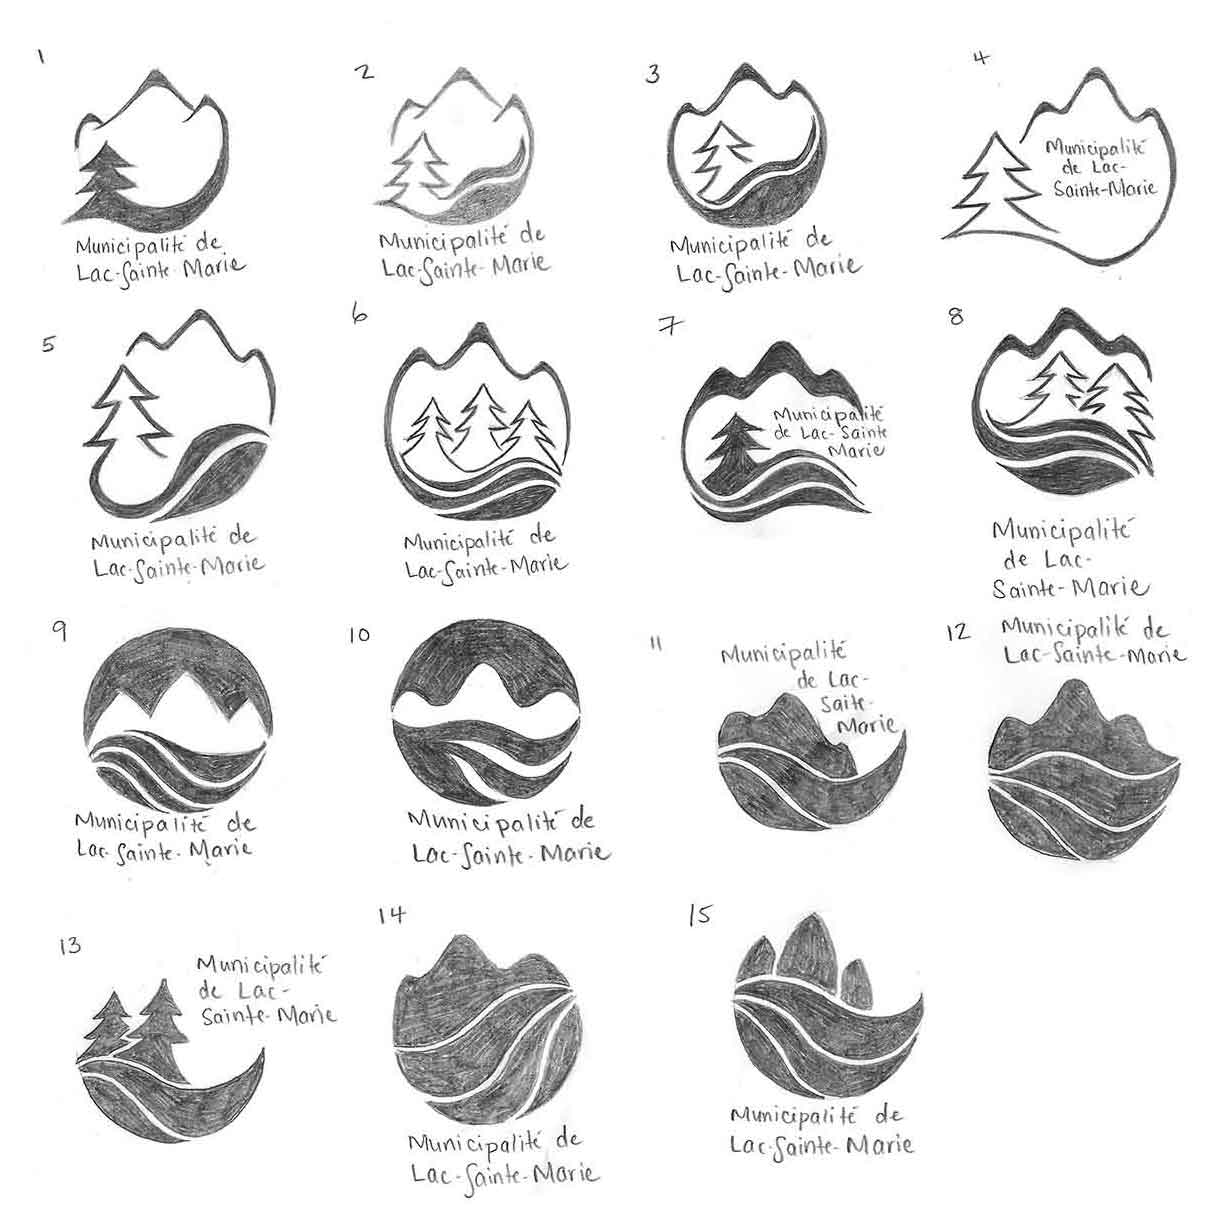 1
Municipalité de
Lac-Sainte-Marie
2
Municipalité de
Lac-Sainte-Marie
3
Municipalité de
Lac-Sainte-Marie
4
Municipalité
de Lac-
Sainte-Marie
5
Municipalité de
Lac-Sainte-Marie
6
Municipalité de
Lac-Sainte-Marie
7
Municipalité
de Lac-Sainte
Marie
8
Municipalité
de Lac-
Sainte-Marie
9
Municipalité de
Lac-Sainte-Marie
10
Municipalité de
Lac-Sainte-Marie
11
Municipalité
de Lac-
Saite-
Marie
12
Municipalité de
Lac-Sainte-Marie
13
Municipalité
de Lac-
Sainte-Marie
14
Municipalité de
Lac-Sainte-Marie
15
Municipalité de
Lac-Sainte-Marie